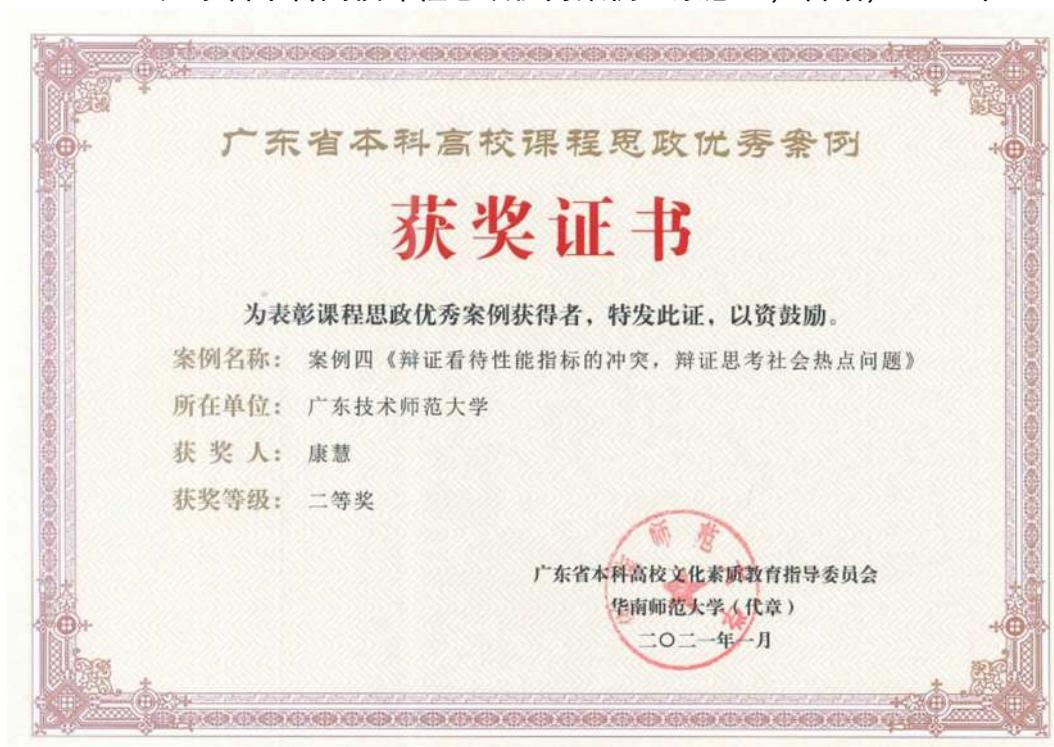 广东省本科高校课程思政优秀案例
获奖证书
为表彰课程思政优秀案例获得者，特发此证，以资鼓励。
案例名称： 案例四《辩证看待性能指标的冲突，辩证思考社会热点问题》
所在单位： 广东技术师范大学
获 奖 人： 康慧
获奖等级： 二等奖
广东省本科高校文化素质教育指导委员会
华南师范大学（代章）
二〇二一年一月